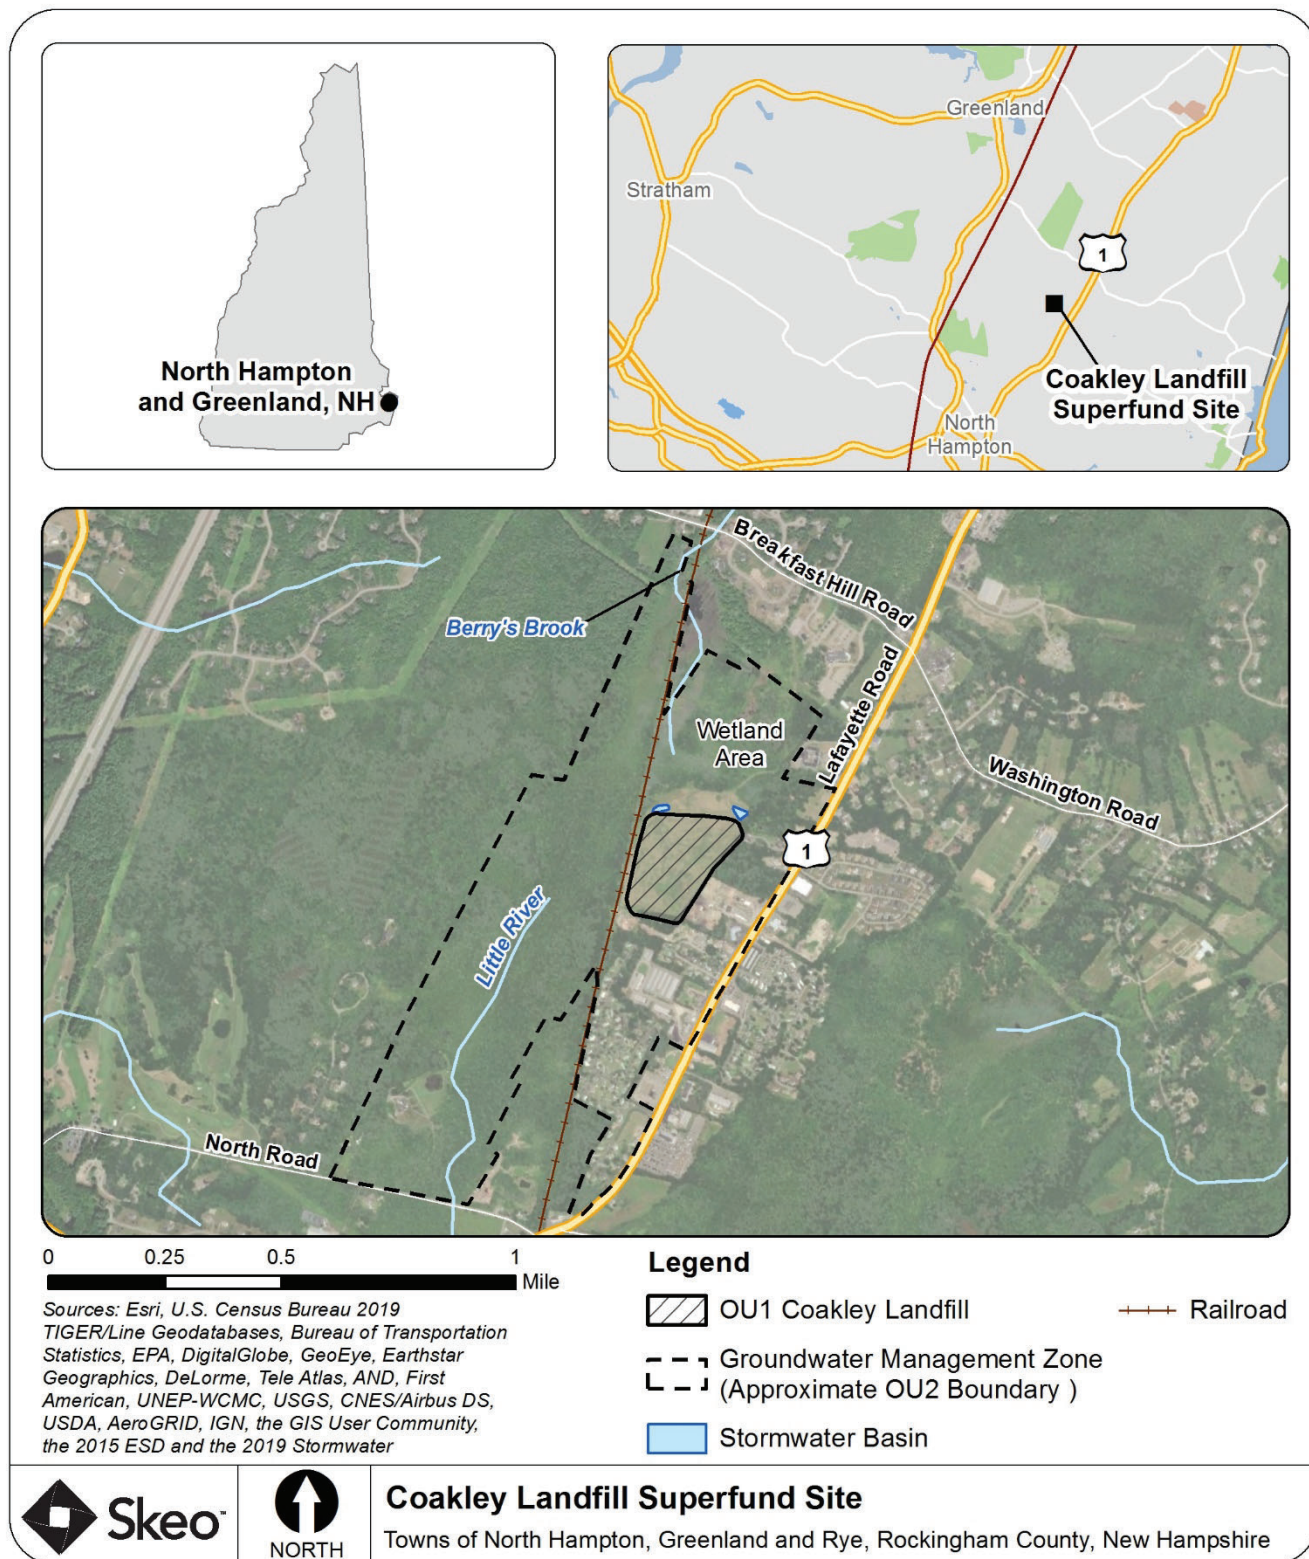 North Hampton
and Greenland, NH
Greenland
Stratham
1
Coakley Landfill
Superfund Site
North
Hampton
Breakfast Hill Road
Berry's Brook
Lafayette Road
Wetland
Area
Washington Road
1
Little River
North Road
0 0.25 0.5 1
Mile
Sources: Esri, U.S. Census Bureau 2019
TIGER/Line Geodatabases, Bureau of Transportation
Statistics, EPA, DigitalGlobe, GeoEye, Earthstar
Geographics, DeLorme, Tele Atlas, AND, First
American, UNEP-WCMC, USGS, CNES/Airbus DS,
USDA, AeroGRID, IGN, the GIS User Community,
the 2015 ESD and the 2019 Stormwater
Legend
OU1 Coakley Landfill
Railroad
Groundwater Management Zone
(Approximate OU2 Boundary )
Stormwater Basin
Skeo™
NORTH
Coakley Landfill Superfund Site
Towns of North Hampton, Greenland and Rye, Rockingham County, New Hampshire